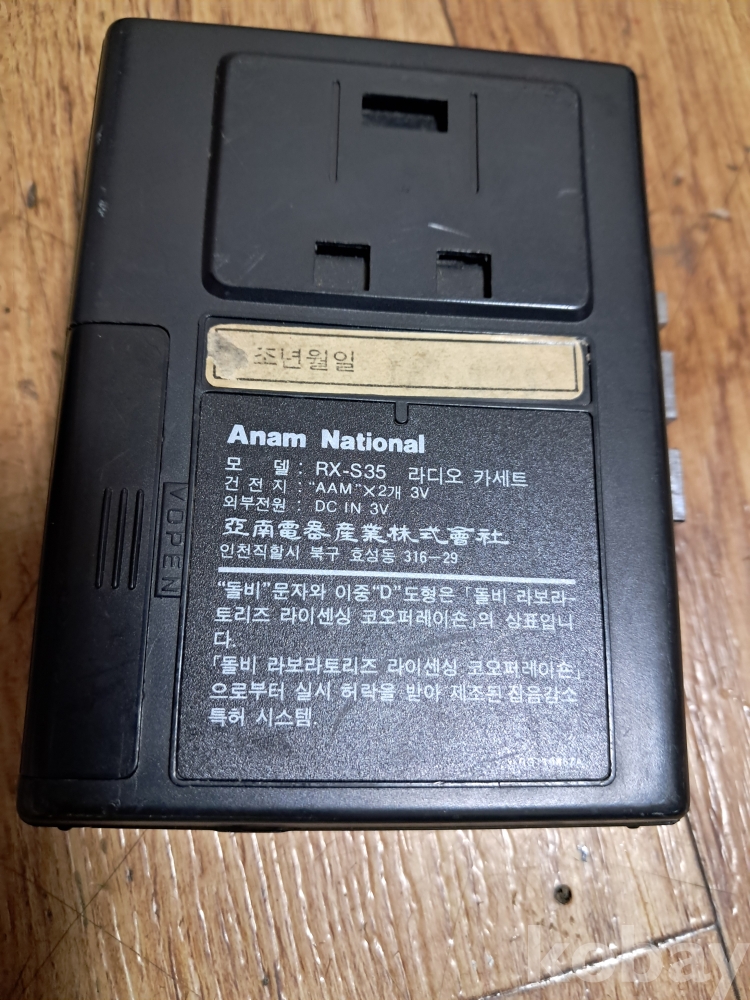 조년월일
Anam National
모 델 : RX-S35 라디오 카세트
건 전 지 : "AAM"×2개 3V
외부전원 : DC IN 3V
亞南電器産業株式會社
인천직할시 북구 효성동 316-29
OPEN
"돌비"문자와 이중"D"도형은「돌비 라보라-
토리즈 라이센싱 코오퍼레이숀」의 상표입니
다.
「돌비 라보라토리즈 라이센싱 코오퍼레이숀」
으로부터 실시 허락을 받아 제조된 잡음감소
특허 시스템.
kobay